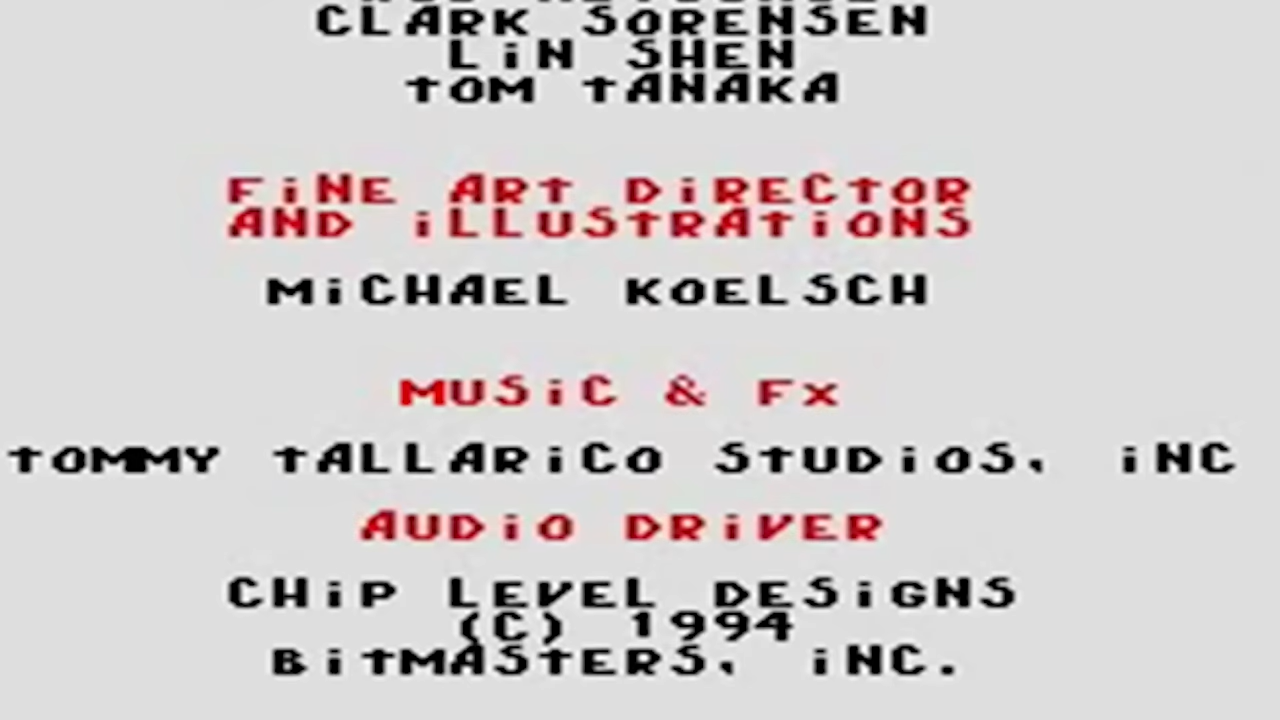 CLARK SORENSEN
LiN SHEN
tOM tANAKA
FiNE ARt DiRECtOR
AND iLLUStRAtiONS
MiCHAEL KOELSCH
MUSiC & Fx
tOMMY tALLARiCO StUDiOS, iNC
AUDiO DRiVER
CHiP LEVEL DESiGNS
(C) 1994
BitMAStERS, iNC.